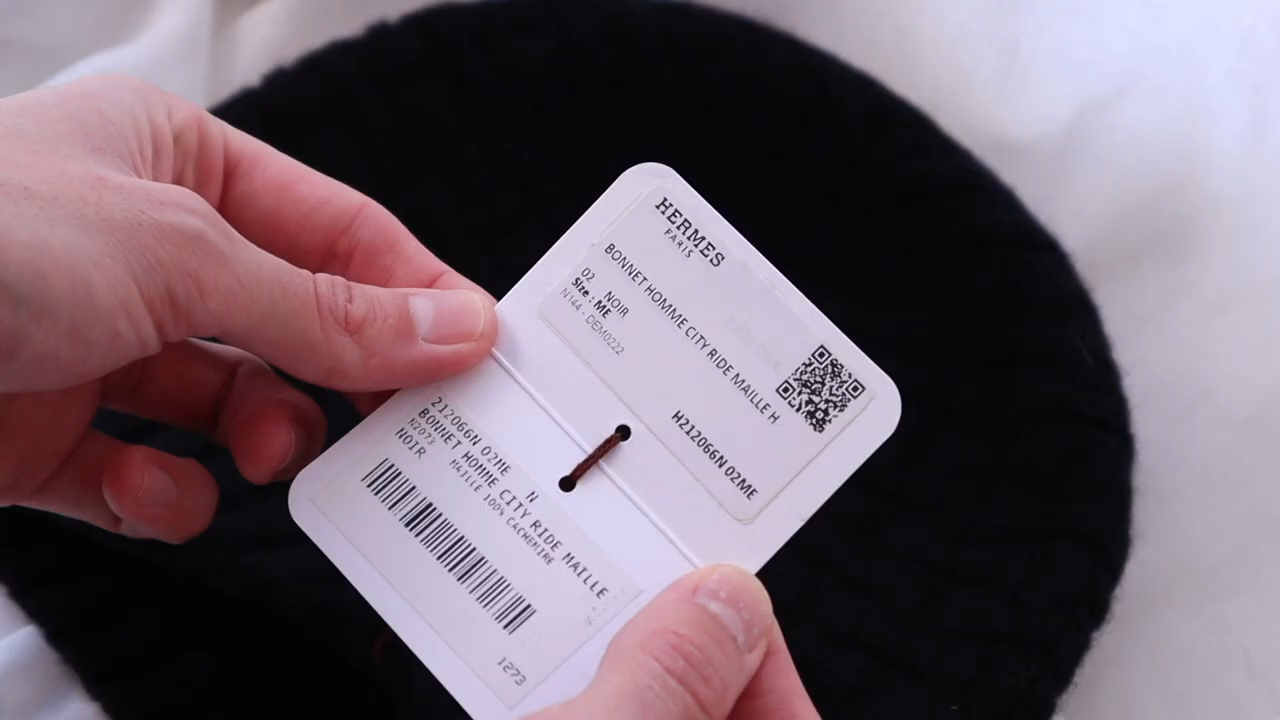 HERMES
PARIS
BONNET HOMME CITY RIDE MAILLE H
02 NOIR
Size : ME
N144 - DEM0222
H212066N 02ME
212066N 02ME N
BONNET HOMME CITY RIDE MAILLE
N2073 MAILLE 100% CACHEMIRE
NOIR
1273